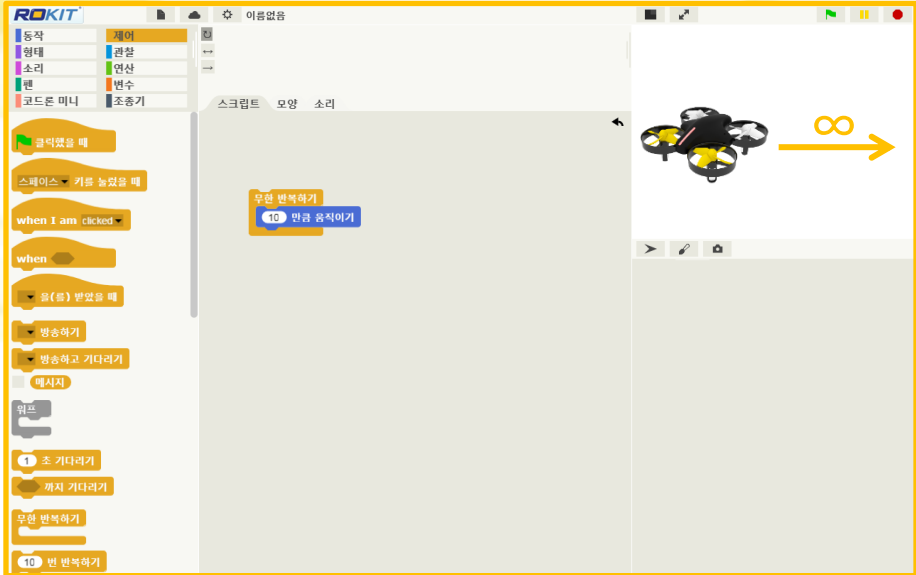 ROKIT
이름없음
동작 제어
형태 관찰
소리 연산
펜 변수
코드론 미니 조종기
스크립트 모양 소리
클릭했을 때
스페이스 키를 눌렀을 때
when I am clicked
when
을(를) 받았을 때
방송하기
방송하고 기다리기
메시지
워프
1 초 기다리기
까지 기다리기
무한 반복하기
10 번 반복하기
무한 반복하기
10 만큼 움직이기
∞